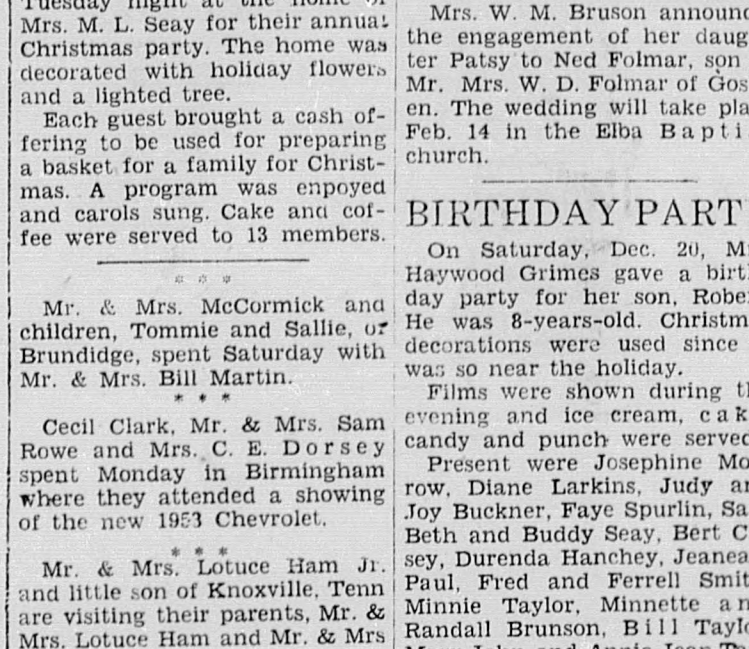 Tuesday night at the home of
Mrs. M. L. Seay for their annual
Christmas party. The home was
decorated with holiday flowers
and a lighted tree.
Each guest brought a cash of-
fering to be used for preparing
a basket for a family for Christ-
mas. A program was enpoyed
and carols sung. Cake and cof-
fee were served to 13 members.
* * *
Mr. & Mrs. McCormick and
children, Tommie and Sallie, of
Brundidge, spent Saturday with
Mr. & Mrs. Bill Martin.
* * *
Cecil Clark, Mr. & Mrs. Sam
Rowe and Mrs. C. E. Dorsey
spent Monday in Birmingham
where they attended a showing
of the new 1953 Chevrolet.
* * *
Mr. & Mrs. Lotuce Ham Jr.
and little son of Knoxville, Tenn
are visiting their parents, Mr. &
Mrs. Lotuce Ham and Mr. & Mrs
Mrs. W. M. Bruson announc
the engagement of her daug
ter Patsy to Ned Folmar, son
Mr. Mrs. W. D. Folmar of Gos
en. The wedding will take pla
Feb. 14 in the Elba Bapti
church.
BIRTHDAY PART
On Saturday, Dec. 20, M
Haywood Grimes gave a birt
day party for her son, Robe
He was 8-years-old. Christm
decorations were used since
was so near the holiday.
Films were shown during t
evening and ice cream, cak
candy and punch were served
Present were Josephine Mo
row, Diane Larkins, Judy a
Joy Buckner, Faye Spurlin, Sa
Beth and Buddy Seay, Bert C
sey, Durenda Hanchey, Jeanea
Paul, Fred and Ferrell Smit
Minnie Taylor, Minnette an
Randall Brunson, Bill Taylo